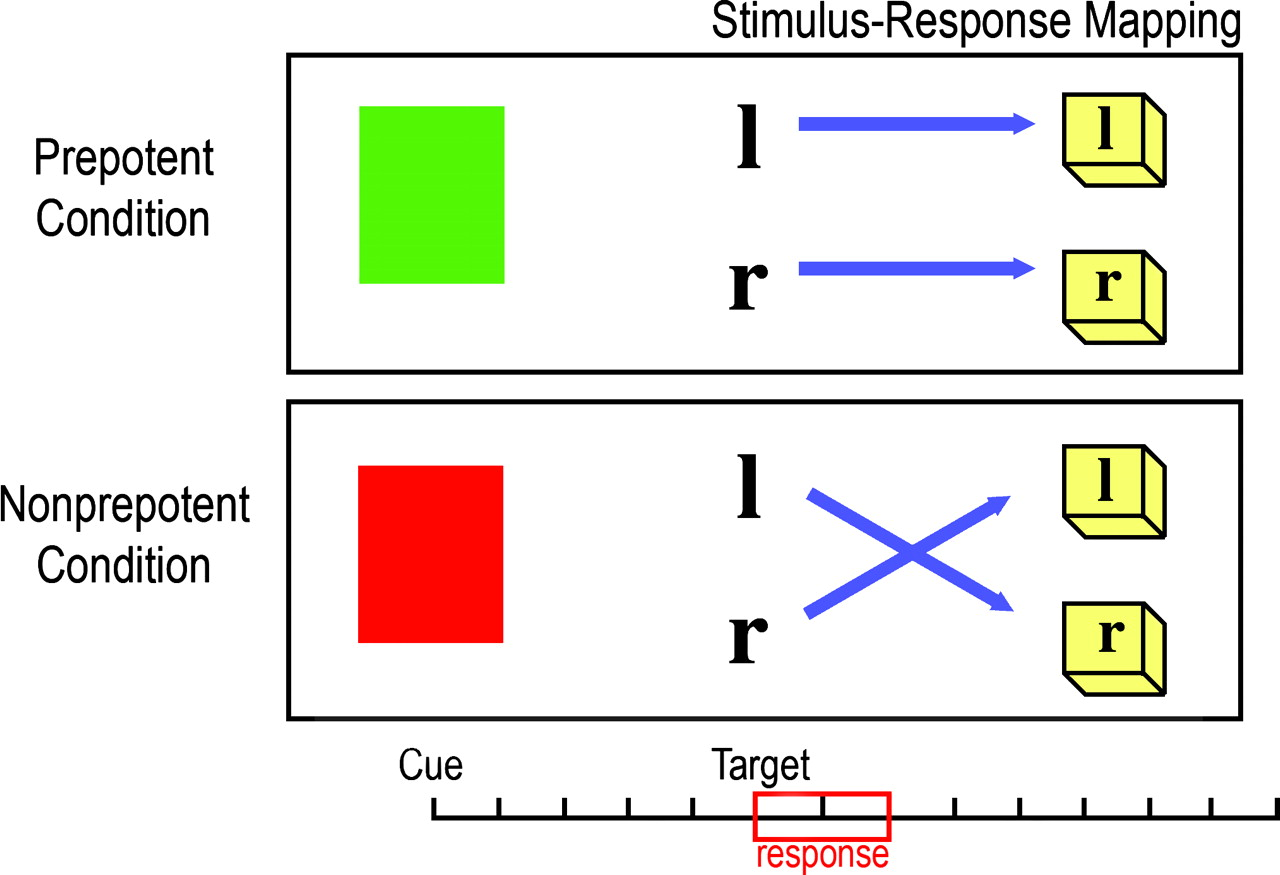 Stimulus-Response Mapping
Prepotent
Condition
l
l
r
r
Nonprepotent
Condition
l
l
r
r
Cue
Target
response